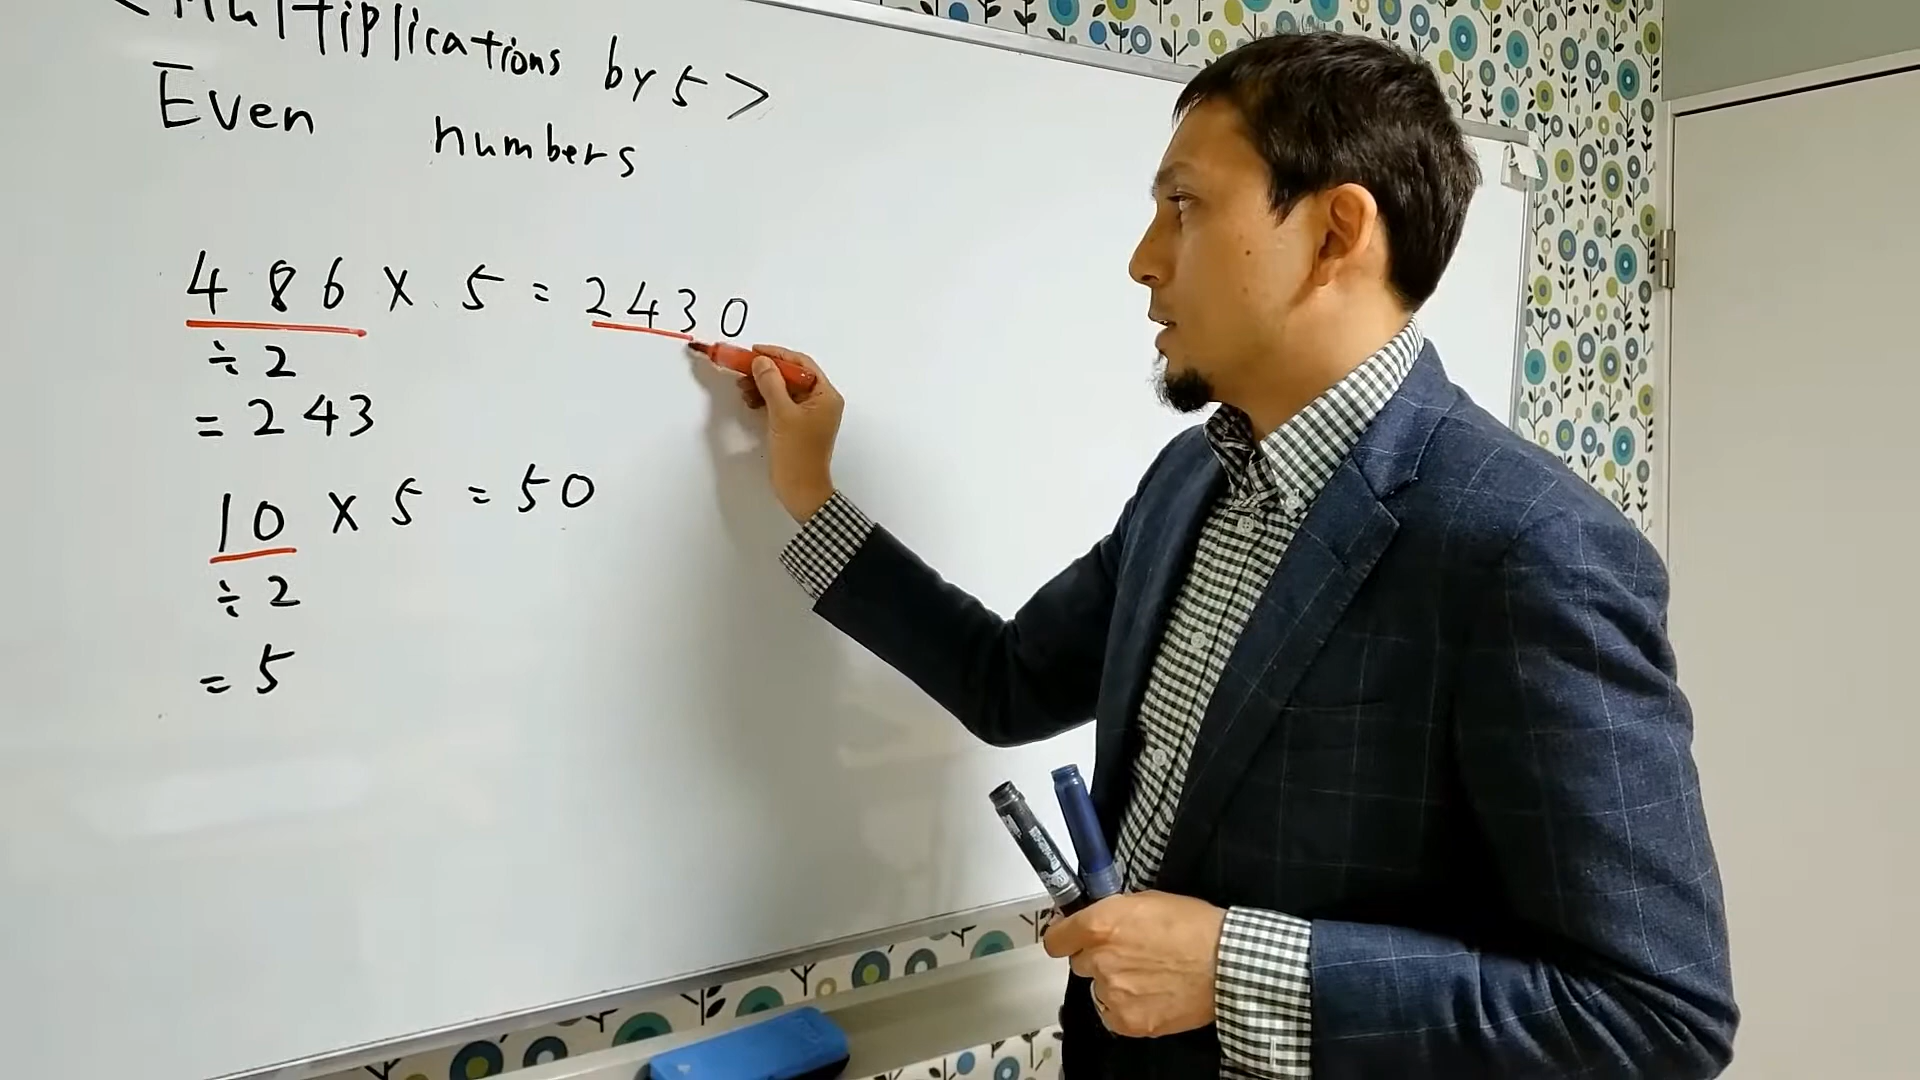 <Multiplications by 5>
Even numbers
486 × 5 = 2430
÷ 2
= 243
10 × 5 = 50
÷ 2
= 5